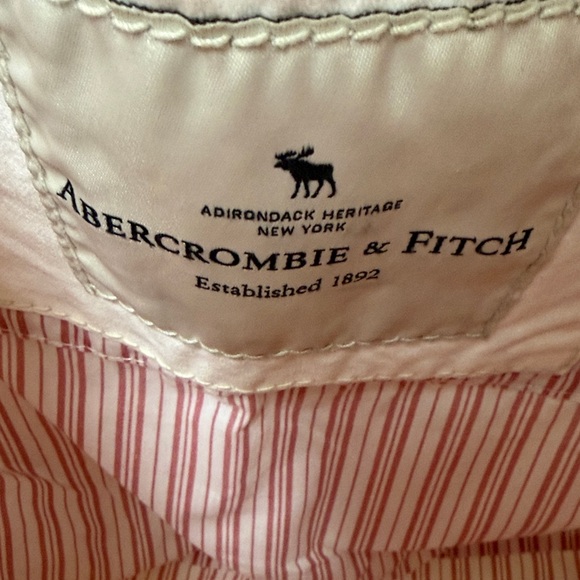 ADIRONDACK HERITAGE
NEW YORK
ABERCROMBIE & FITCH
Established 1892